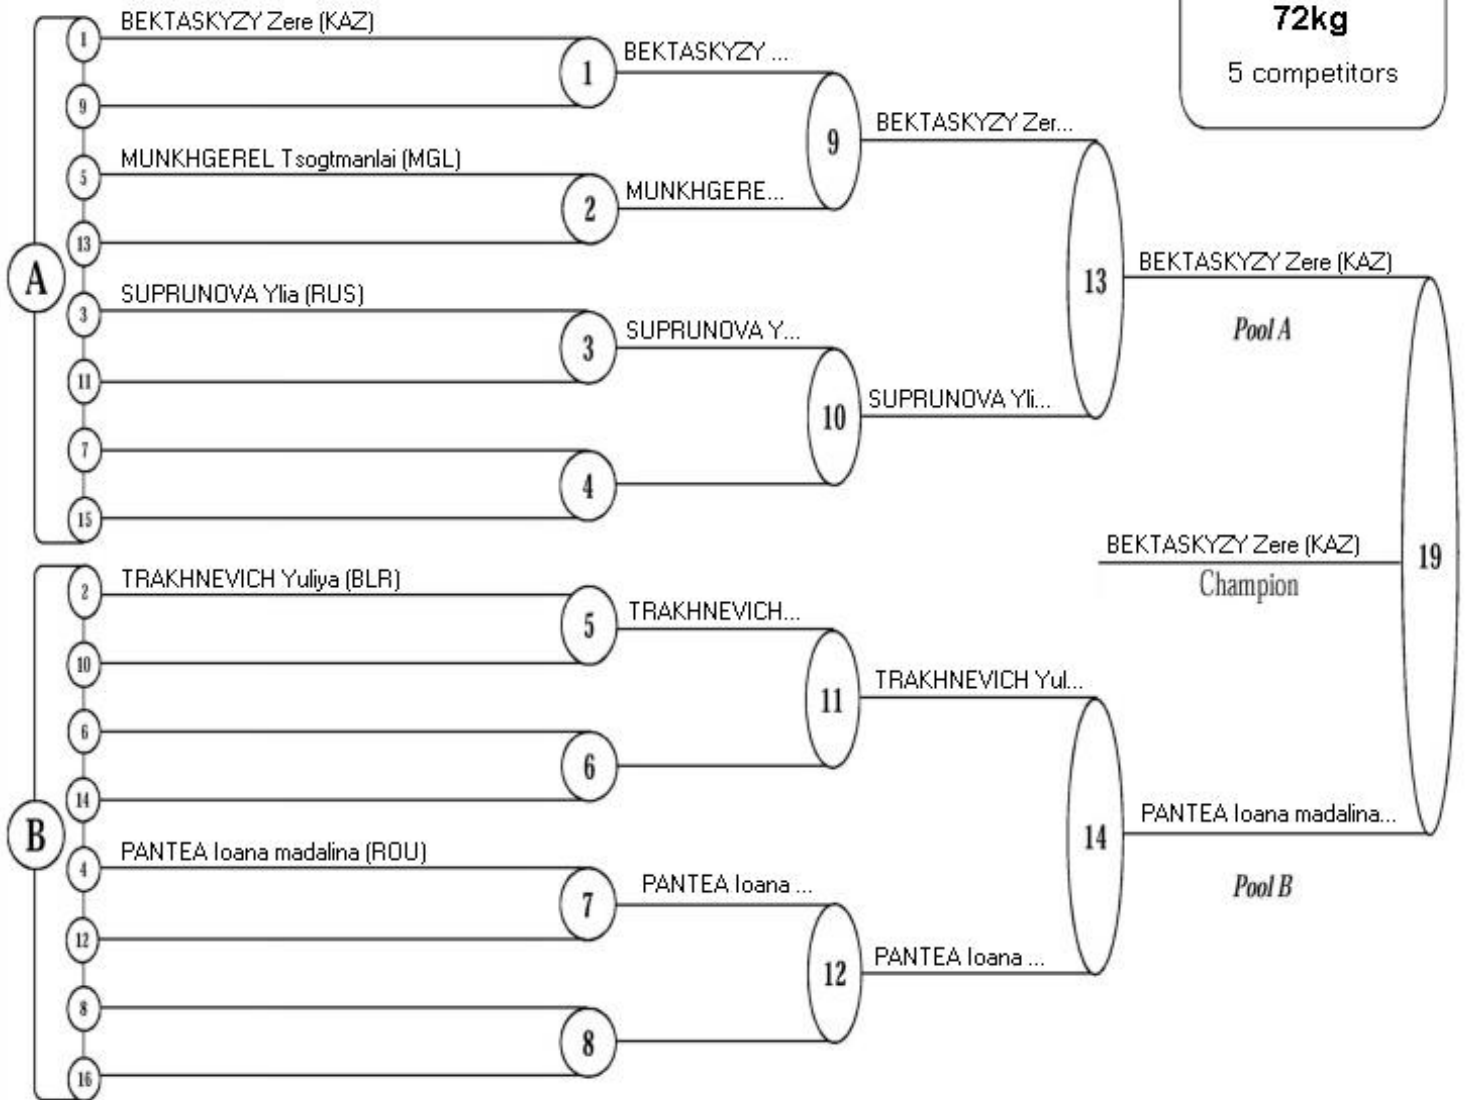 72kg
5 competitors
1
BEKTASKYZY Zere (KAZ)
1
BEKTASKYZY ...
9
9
BEKTASKYZY Zer...
5
MUNKHGEREL Tsogtmanlai (MGL)
2
MUNKHGERE...
13
A
13
BEKTASKYZY Zere (KAZ)
Pool A
3
SUPRUNOVA Ylia (RUS)
3
SUPRUNOVA Y...
11
10
SUPRUNOVA Yli...
7
4
15
BEKTASKYZY Zere (KAZ)
Champion
19
2
TRAKHNEVICH Yuliya (BLR)
5
TRAKHNEVICH...
10
11
TRAKHNEVICH Yul...
6
6
14
B
14
PANTEA Ioana madalina...
Pool B
4
PANTEA Ioana madalina (ROU)
7
PANTEA Ioana ...
12
12
PANTEA Ioana ...
8
8
16